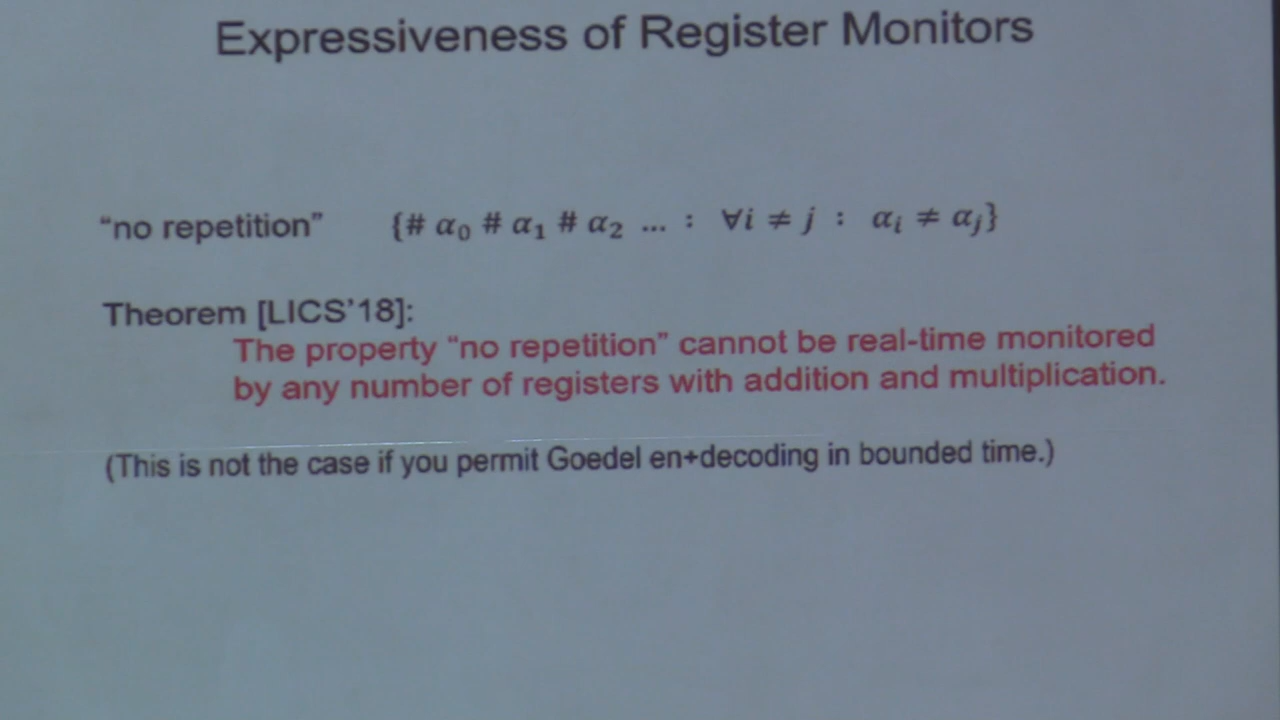 Expressiveness of Register Monitors
“no repetition” {# α₀ # α₁ # α₂ ... : ∀i ≠ j : αᵢ ≠ αⱼ}
Theorem [LICS’18]:
The property “no repetition” cannot be real-time monitored
by any number of registers with addition and multiplication.
(This is not the case if you permit Goedel en+decoding in bounded time.)